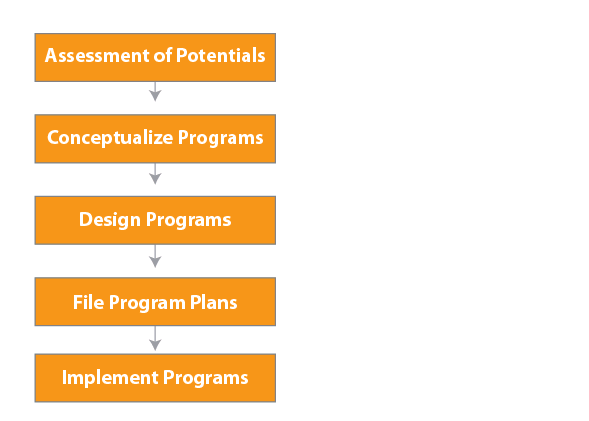 Assessment of Potentials
Conceptualize Programs
Design Programs
File Program Plans
Implement Programs